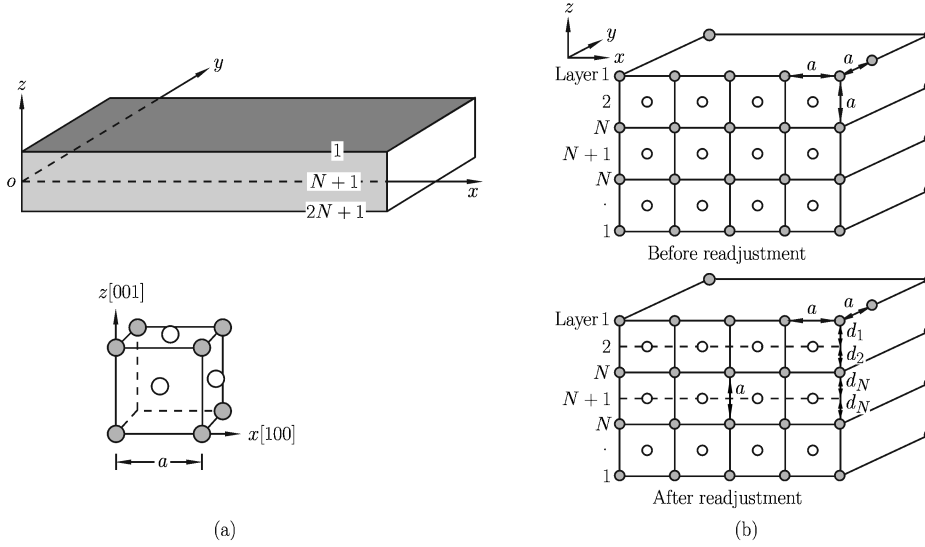 z
y
1
o
N + 1
x
2N + 1
z[001]
x[100]
a
(a)
z
y
x
Layer 1
a
a
2
a
N
N + 1
N
.
1
Before readjustment
Layer 1
a
a
d1
2
d2
N
a
dN
N + 1
dN
N
.
1
After readjustment
(b)